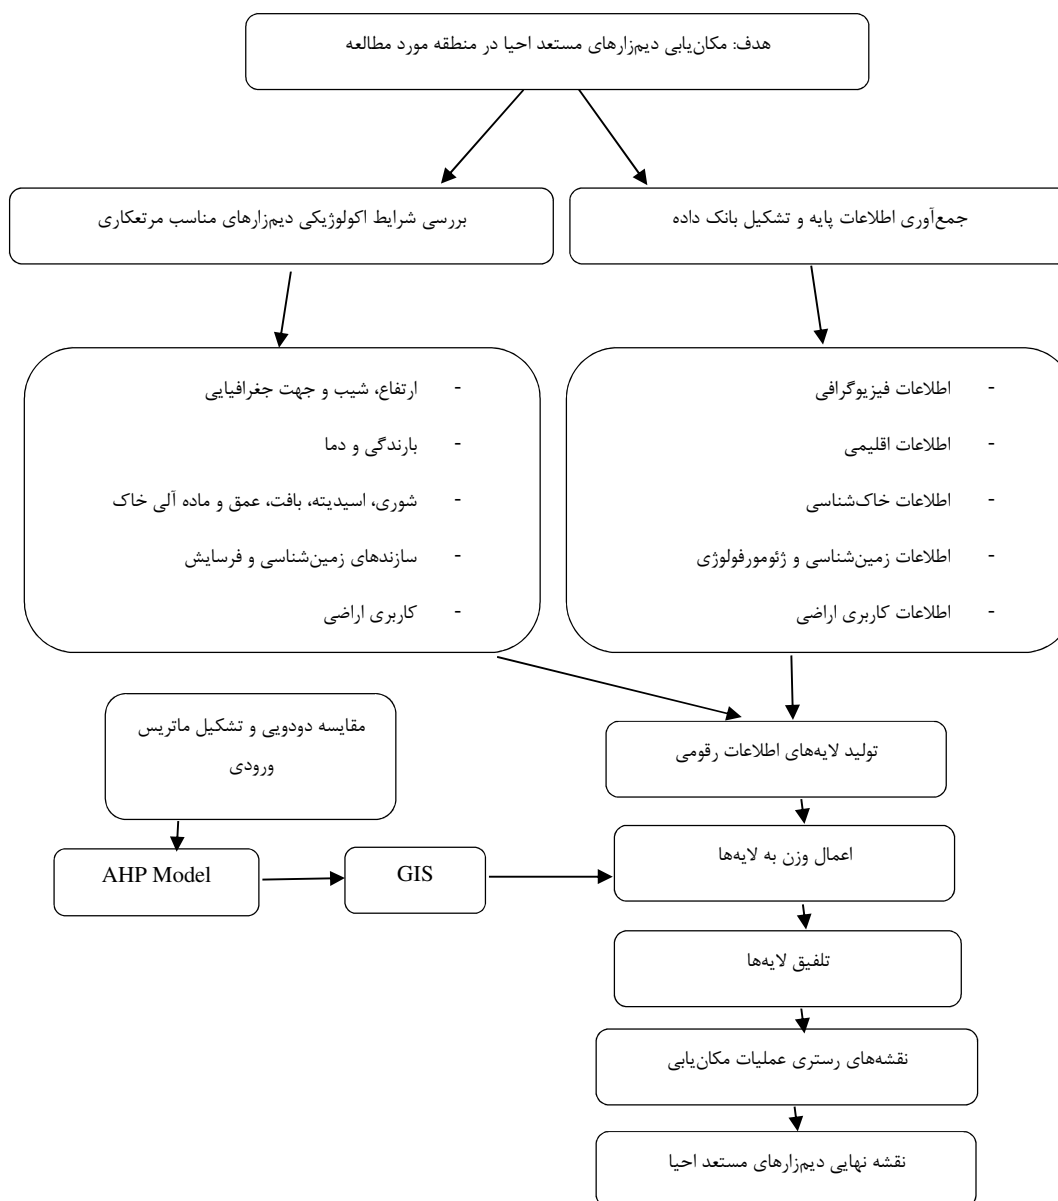 هدف: مکان‌یابی دیم‌زارهای مستعد احیا در منطقه مورد مطالعه
جمع‌آوری اطلاعات پایه و تشکیل بانک داده
بررسی شرایط اکولوژیکی دیم‌زارهای مناسب مرتعکاری
- اطلاعات فیزیوگرافی
- اطلاعات اقلیمی
- اطلاعات خاک‌شناسی
- اطلاعات زمین‌شناسی و ژئومورفولوژی
- اطلاعات کاربری اراضی
- ارتفاع، شیب و جهت جغرافیایی
- بارندگی و دما
- شوری، اسیدیته، بافت، عمق و ماده آلی خاک
- سازندهای زمین‌شناسی و فرسایش
- کاربری اراضی
تولید لایه‌های اطلاعات رقومی
مقایسه دودویی و تشکیل ماتریس
ورودی
AHP Model
GIS
اعمال وزن به لایه‌ها
تلفیق لایه‌ها
نقشه‌های رستری عملیات مکان‌یابی
نقشه نهایی دیم‌زارهای مستعد احیا